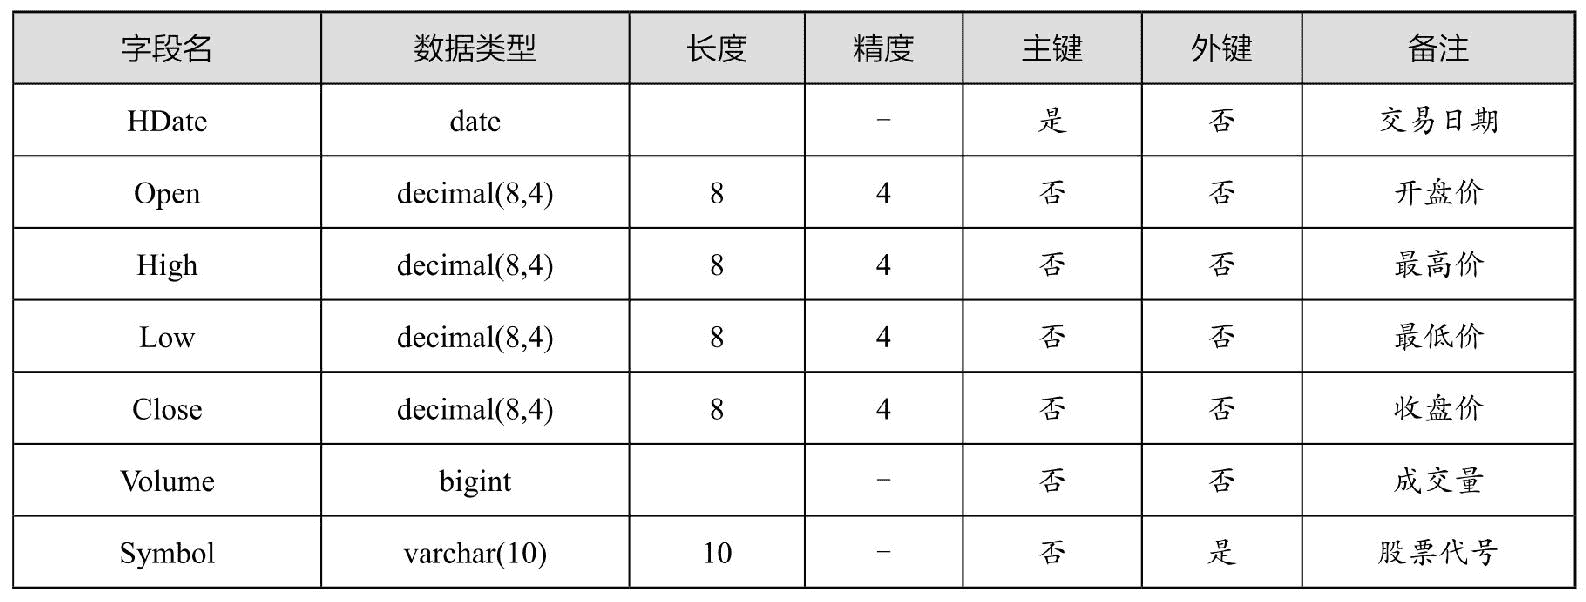 字段名 数据类型 长度 精度 主键 外键 备注
HDate date - 是 否 交易日期
Open decimal(8,4) 8 4 否 否 开盘价
High decimal(8,4) 8 4 否 否 最高价
Low decimal(8,4) 8 4 否 否 最低价
Close decimal(8,4) 8 4 否 否 收盘价
Volume bigint - 否 否 成交量
Symbol varchar(10) 10 - 否 是 股票代号